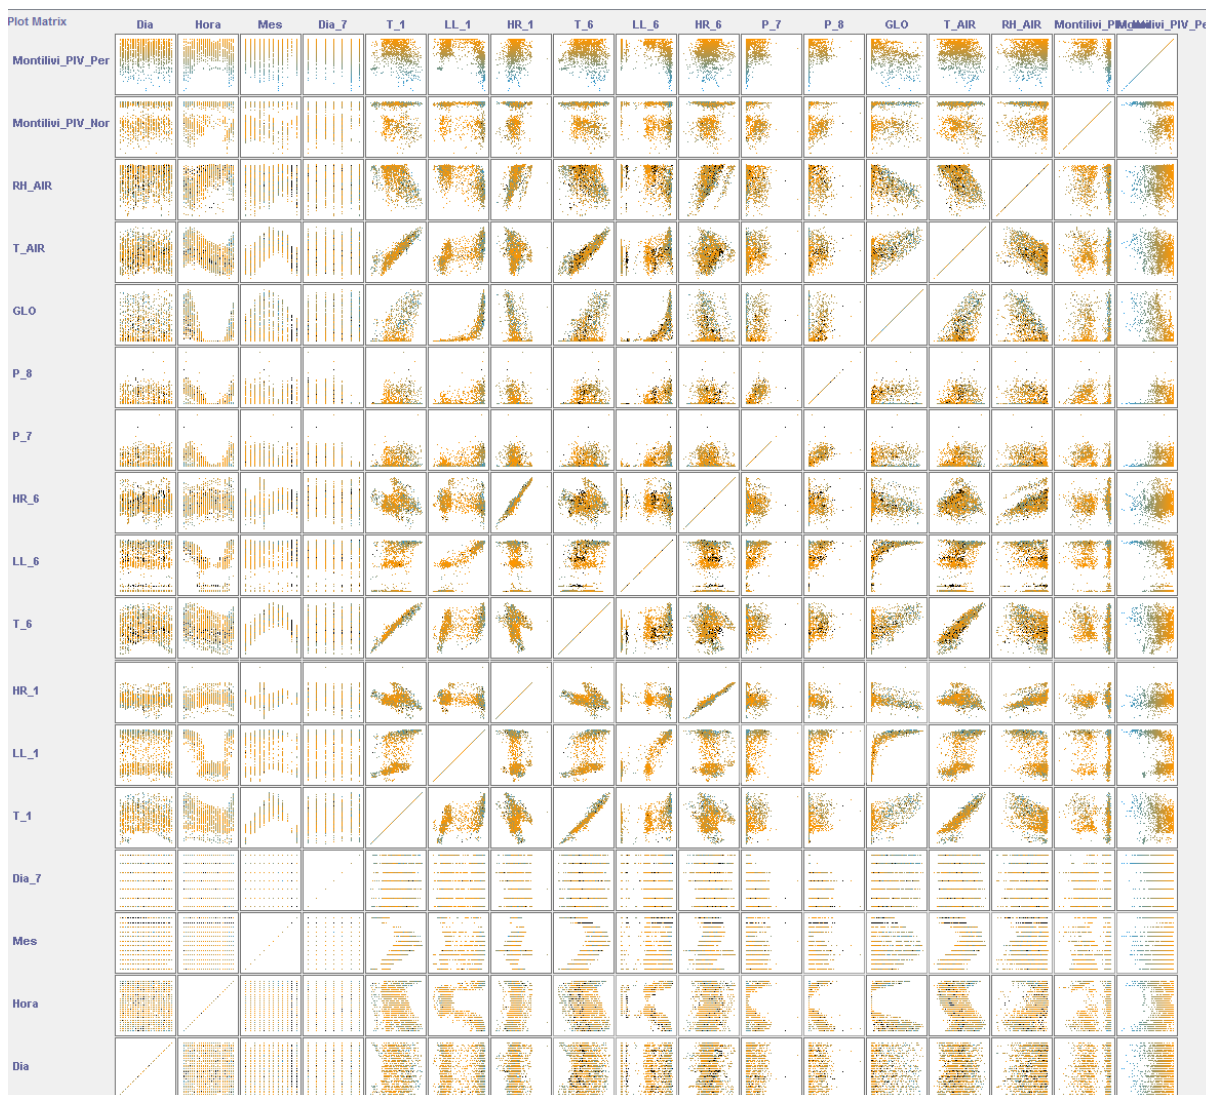 Plot Matrix Dia Hora Mes Dia_7 T_1 LL_1 HR_1 T_6 LL_6 HR_6 P_7 P_8 GLO T_AIR RH_AIR Montilivi_PI
Montilivi_PIV_Per
Montilivi_PIV_Nor
RH_AIR
T_AIR
GLO
P_8
P_7
HR_6
LL_6
T_6
HR_1
LL_1
T_1
Dia_7
Mes
Hora
Dia